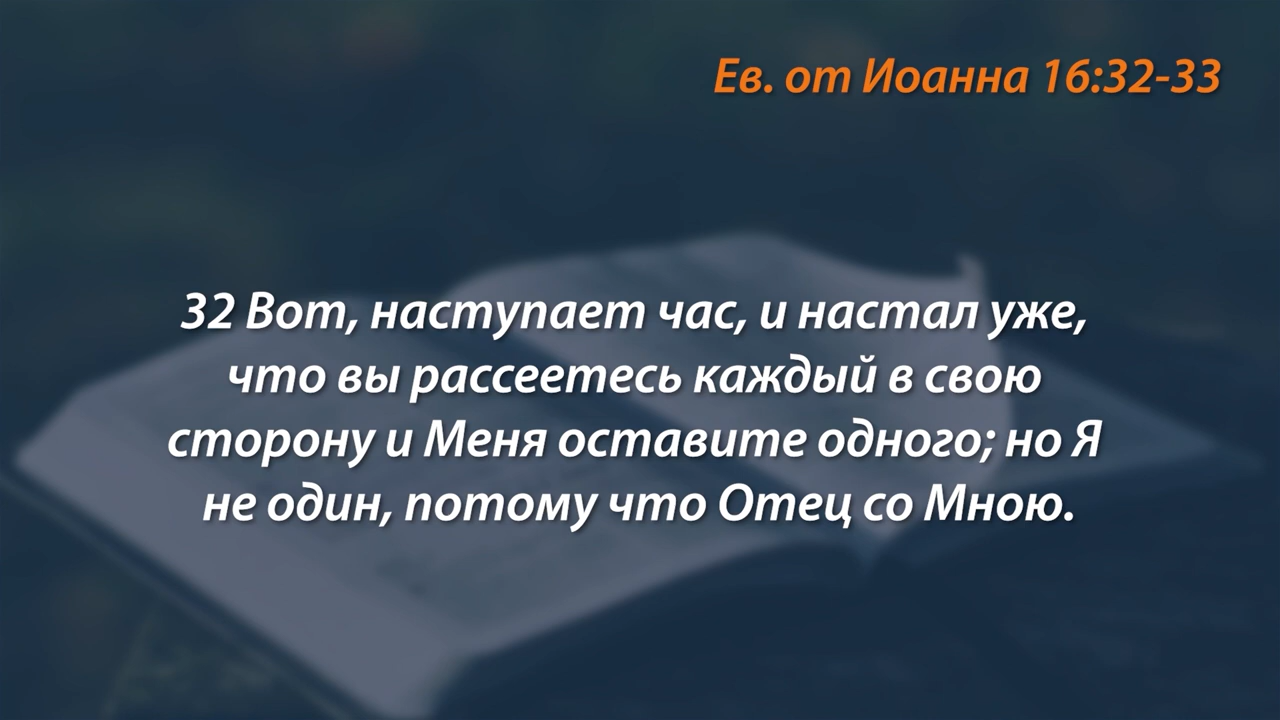 Ев. от Иоанна 16:32-33
32 Вот, наступает час, и настал уже,
что вы рассеетесь каждый в свою
сторону и Меня оставите одного; но Я
не один, потому что Отец со Мною.